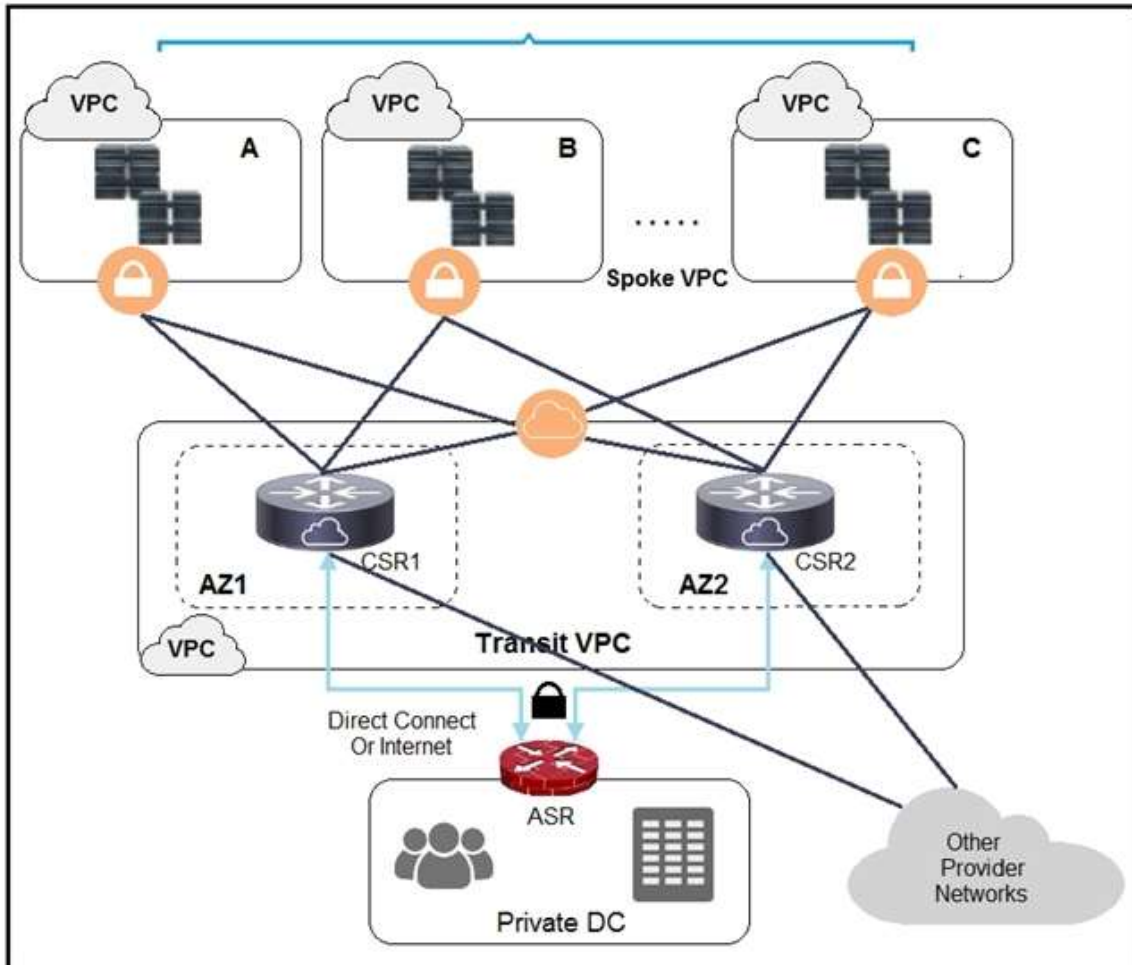 VPC
VPC
VPC
A
B
C
.....
Spoke VPC
CSR1
CSR2
AZ1
AZ2
Transit VPC
VPC
Direct Connect
Or Internet
ASR
Other
Provider
Networks
Private DC